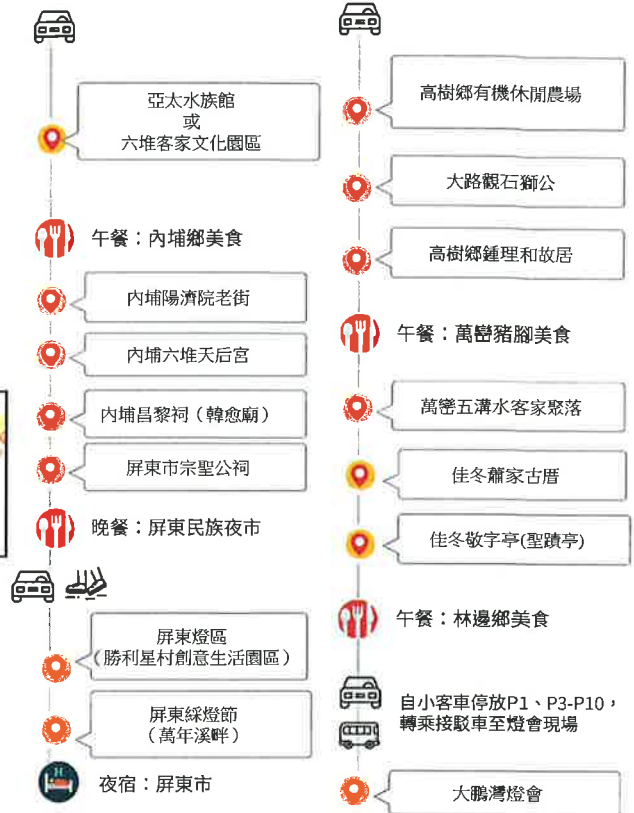 亞太水族館
或
六堆客家文化園區
午餐：內埔鄉美食
內埔陽濟院老街
內埔六堆天后宮
內埔昌黎祠（韓愈廟）
屏東市宗聖公祠
晚餐：屏東民族夜市
屏東燈區
（勝利星村創意生活園區）
屏東綵燈節
（萬年溪畔）
夜宿：屏東市
高樹鄉有機休閒農場
大路觀石獅公
高樹鄉鍾理和故居
午餐：萬巒豬腳美食
萬巒五溝水客家聚落
佳冬蕭家古厝
佳冬敬字亭(聖蹟亭)
午餐：林邊鄉美食
自小客車停放P1、P3-P10，
轉乘接駁車至燈會現場
大鵬灣燈會